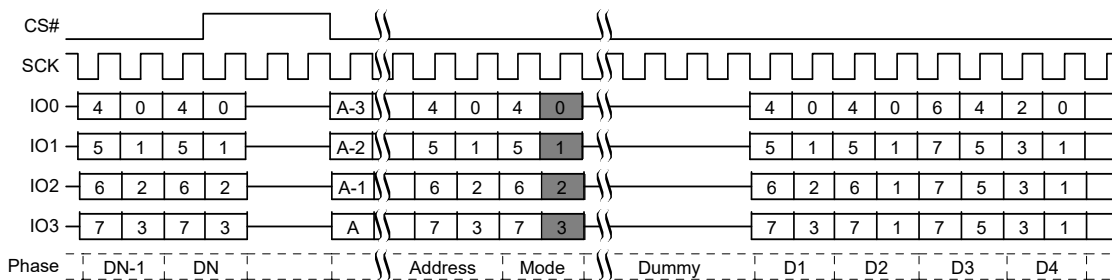 CS#
SCK
IO0 4 0 4 0 A-3 4 0 4 0 4 0 4 0 6 4 2 0
IO1 5 1 5 1 A-2 5 1 5 1 5 1 5 1 7 5 3 1
IO2 6 2 6 2 A-1 6 2 6 2 6 2 6 1 7 5 3 1
IO3 7 3 7 3 A 7 3 7 3 7 3 7 1 7 5 3 1
Phase DN-1 DN Address Mode Dummy D1 D2 D3 D4